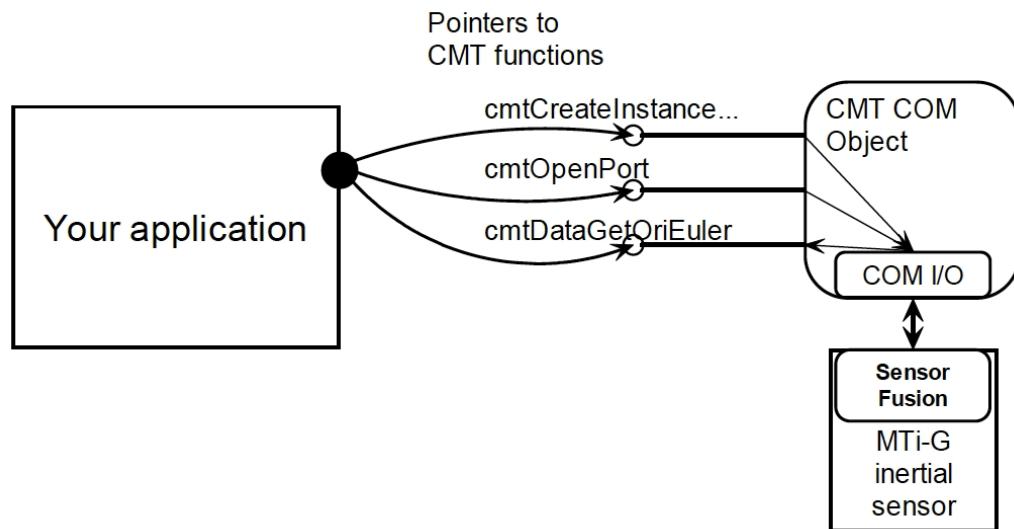 Pointers to
CMT functions
cmtCreateInstance...
CMT COM
Object
cmtOpenPort
Your application
cmtDataGetOriEuler
COM I/O
Sensor
Fusion
MTi-G
inertial
sensor